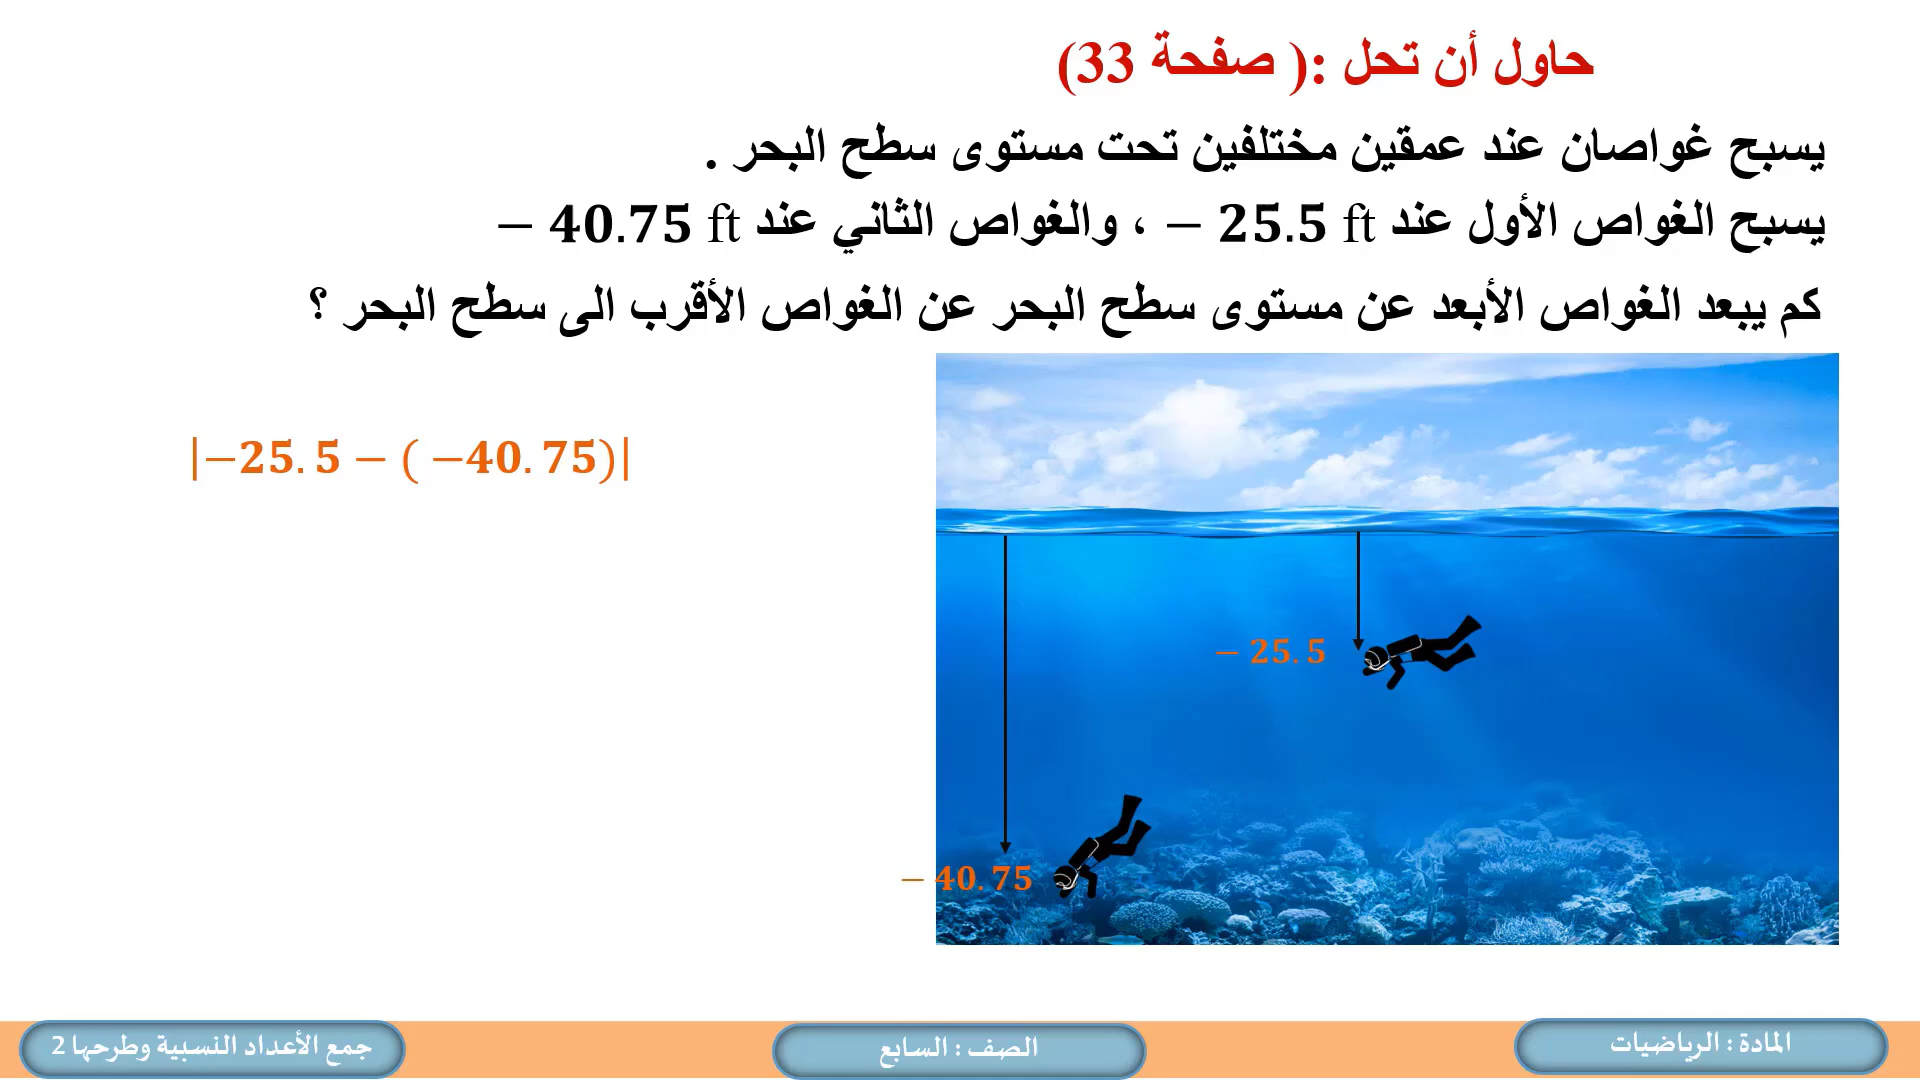 حاول أن تحل :( صفحة 33)
يسبح غواصان عند عمقين مختلفين تحت مستوى سطح البحر .
يسبح الغواص الأول عند − 25.5 ft ، والغواص الثاني عند − 40.75 ft
كم يبعد الغواص الأبعد عن مستوى سطح البحر عن الغواص الأقرب الى سطح البحر ؟
|−25.5 − ( −40.75)|
− 25.5
− 40.75
المادة : الرياضيات
الصف : السابع
جمع الأعداد النسبية وطرحها 2